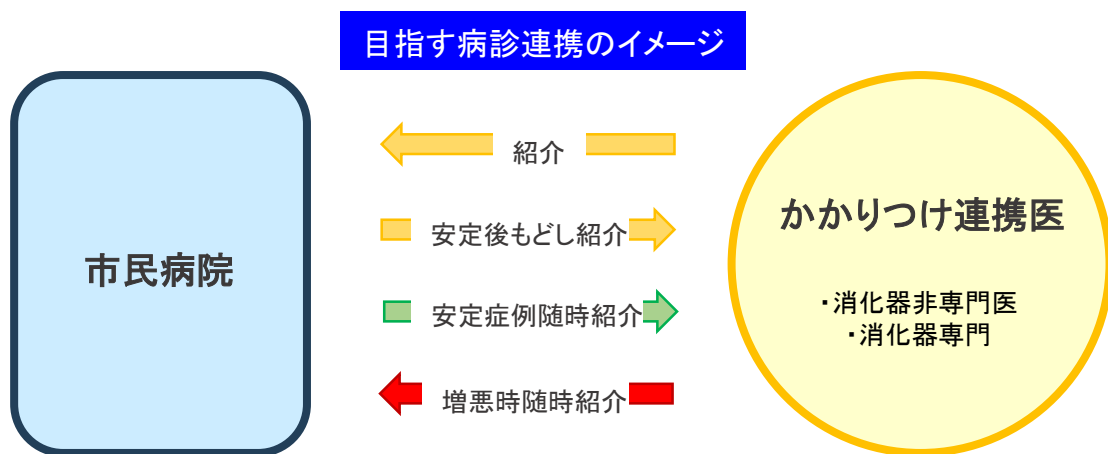 目指す病診連携のイメージ
市民病院
紹介
安定後もどし紹介
安定症例随時紹介
増悪時随時紹介
かかりつけ連携医
・消化器非専門医
・消化器専門